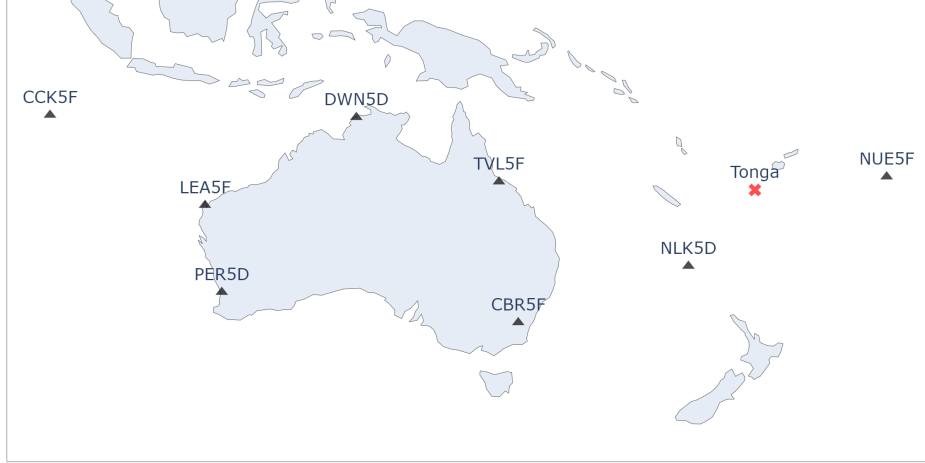 CCK5F
DWN5D
TVL5F
NUE5F
Tonga
LEA5F
NLK5D
PER5D
CBR5F